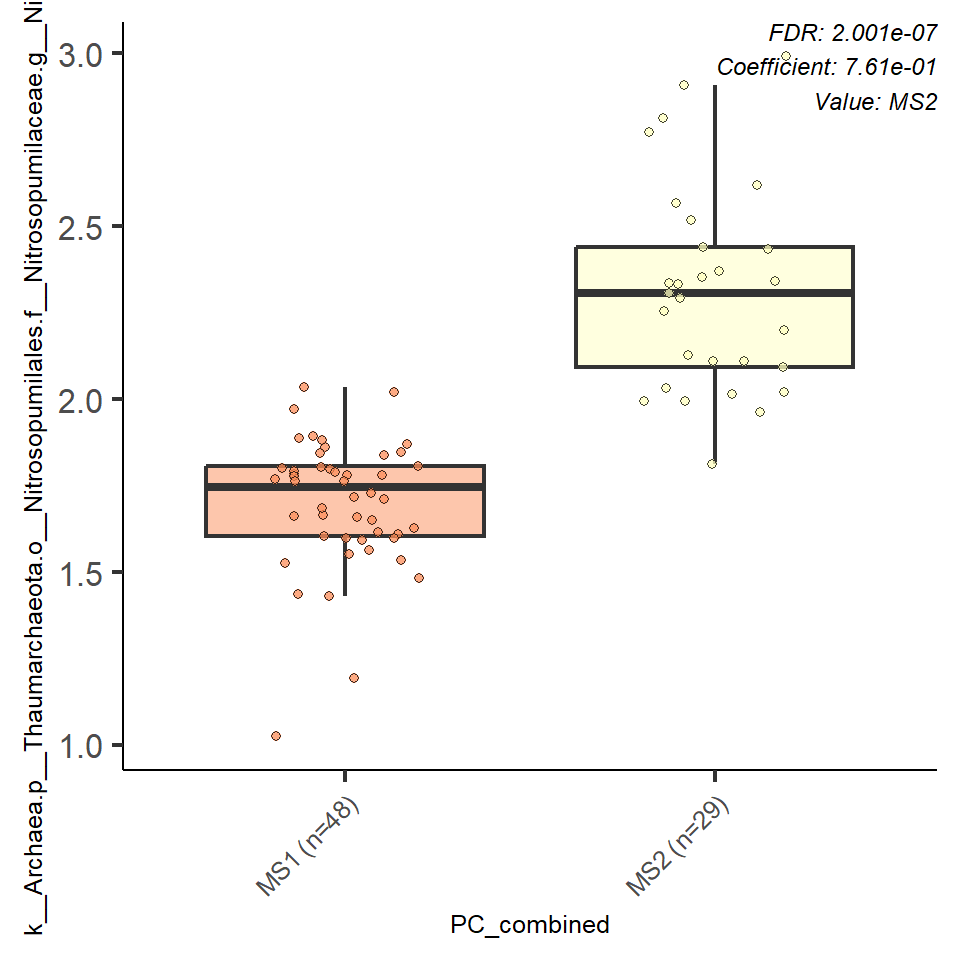 FDR: 2.001e-07
Coefficient: 7.61e-01
Value: MS2
k__Archaea.p__Thaumarchaeota.o__Nitrosopumilales.f__Nitrosopumilaceae.g__Ni
3.0
2.5
2.0
1.5
1.0
MS1 (n=48)
MS2 (n=29)
PC_combined